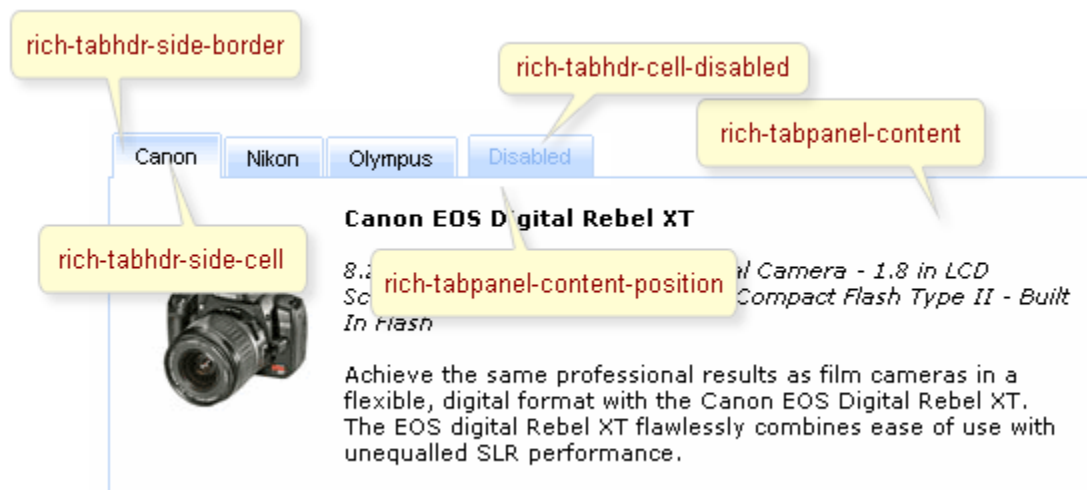 rich-tabhdr-side-border
rich-tabhdr-cell-disabled
rich-tabpanel-content
Canon
Nikon
Olympus
Disabled
Canon EOS Digital Rebel XT
rich-tabhdr-side-cell
rich-tabpanel-content-position
8.2 Camera - 1.8 in LCD
Compact Flash Type II - Built
In Flash
Achieve the same professional results as film cameras in a
flexible, digital format with the Canon EOS Digital Rebel XT.
The EOS digital Rebel XT flawlessly combines ease of use with
unequalled SLR performance.